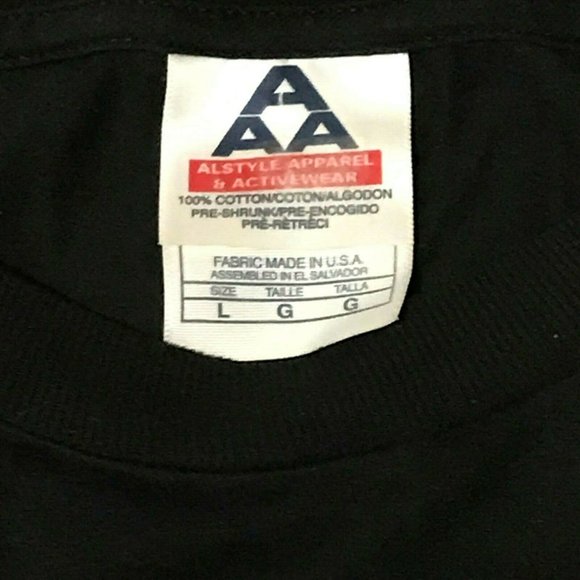 A
AA
ALSTYLE APPAREL
& ACTIVEWEAR
100% COTTON/COTON/ALGODON
PRE-SHRUNK/PRE-ENCOGIDO
PRÉ-RÉTRÉCI
FABRIC MADE IN U.S.A.
ASSEMBLED IN EL SALVADOR
SIZE TAILLE TALLA
L G G